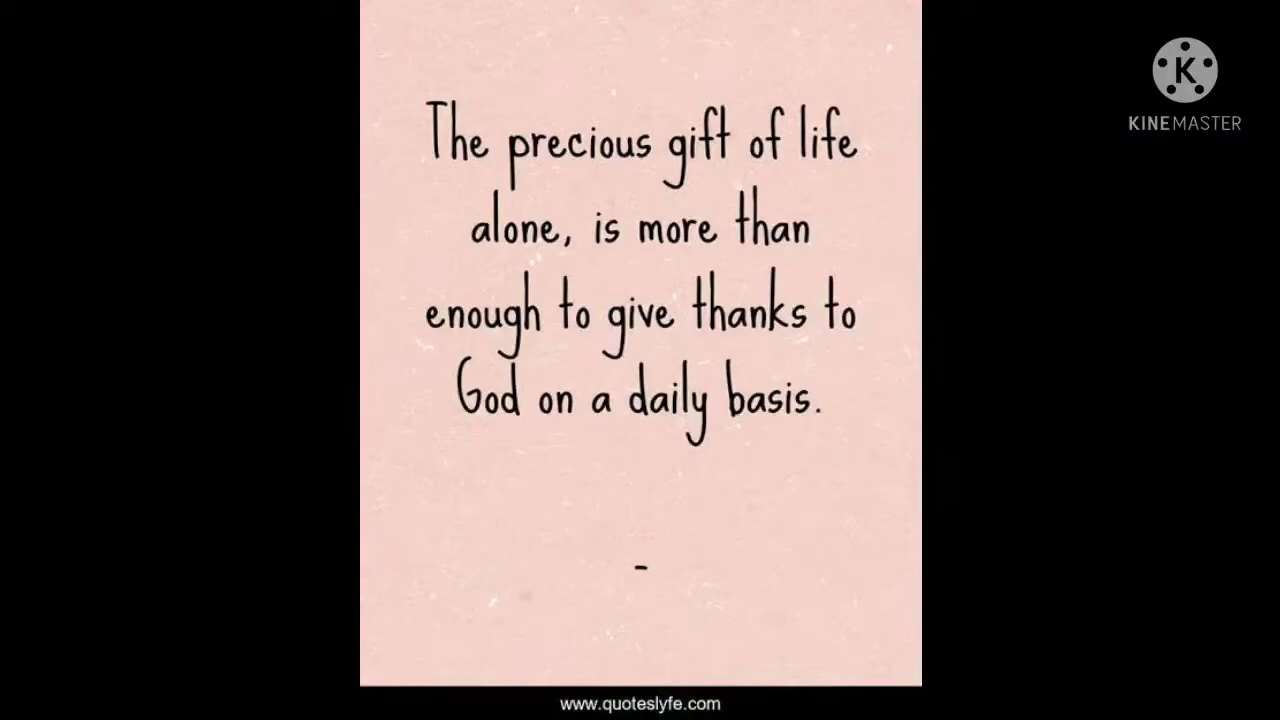 The precious gift of life
alone, is more than
enough to give thanks to
God on a daily basis.
-
www.quoteslyfe.com
K
KINEMASTER